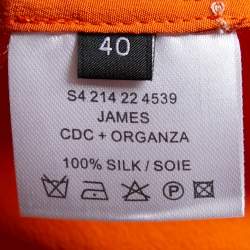 40
S4 214 22 4539
JAMES
CDC + ORGANZA
100% SILK / SOIE
P